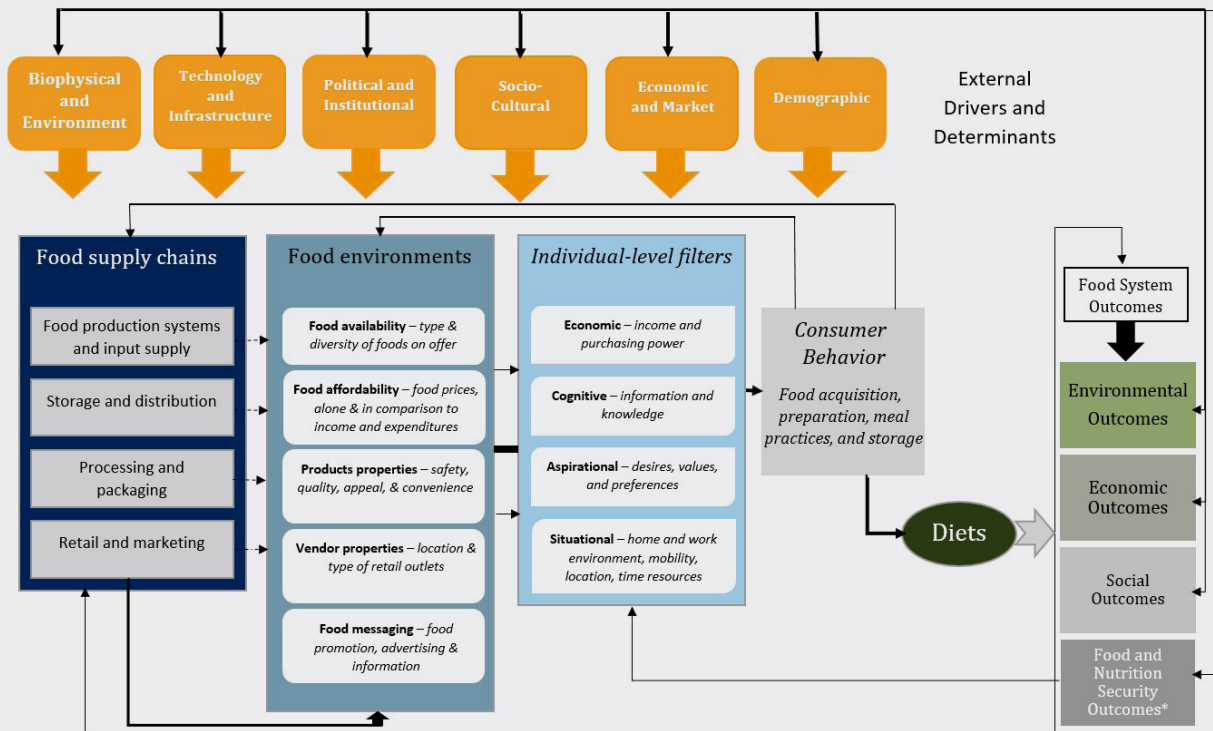 Biophysical
and
Environment
Technology
and
Infrastructure
Political and
Institutional
Socio-
Cultural
Economic
and Market
Demographic
External
Drivers and
Determinants
Food supply chains
Food production systems
and input supply
Storage and distribution
Processing and
packaging
Retail and marketing
Food environments
Food availability – type &
diversity of foods on offer
Food affordability – food prices,
alone & in comparison to
income and expenditures
Products properties – safety,
quality, appeal, & convenience
Vendor properties – location &
type of retail outlets
Food messaging – food
promotion, advertising &
information
Individual-level filters
Economic – income and
purchasing power
Cognitive – information and
knowledge
Aspirational – desires, values,
and preferences
Situational – home and work
environment, mobility,
location, time resources
Consumer
Behavior
Food acquisition,
preparation, meal
practices, and storage
Diets
Food System
Outcomes
Environmental
Outcomes
Economic
Outcomes
Social
Outcomes
Food and
Nutrition
Security
Outcomes*